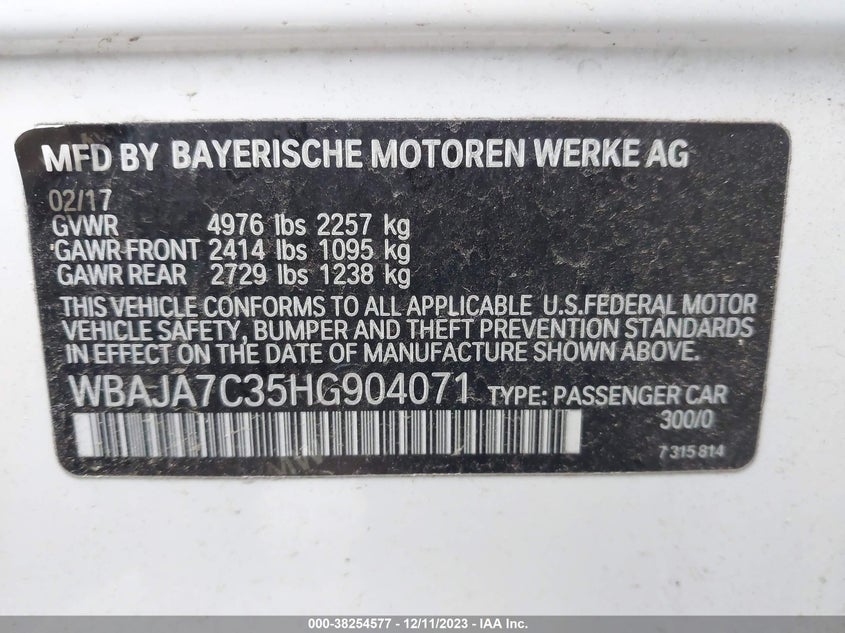 MFD BY BAYERISCHE MOTOREN WERKE AG
02/17
GVWR 4976 lbs 2257 kg
GAWR FRONT 2414 lbs 1095 kg
GAWR REAR 2729 lbs 1238 kg
THIS VEHICLE CONFORMS TO ALL APPLICABLE U.S.FEDERAL MOTOR
VEHICLE SAFETY, BUMPER AND THEFT PREVENTION STANDARDS
IN EFFECT ON THE DATE OF MANUFACTURE SHOWN ABOVE.
WBAJA7C35HG904071 TYPE: PASSENGER CAR
300/0
7 315 814
000-38254577 - 12/11/2023 - IAA Inc.